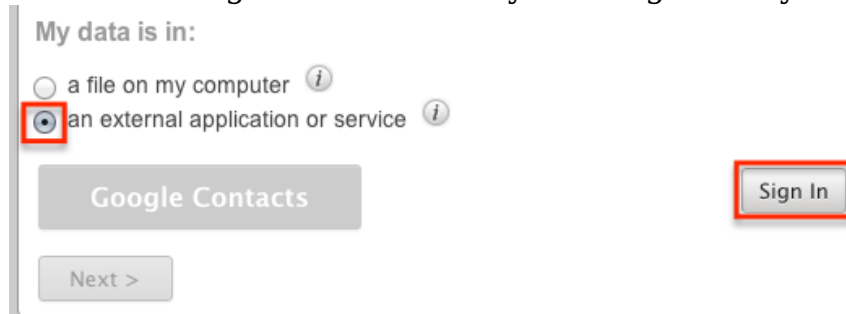 My data is in:
a file on my computer i
an external application or service i
Google Contacts
Sign In
Next >